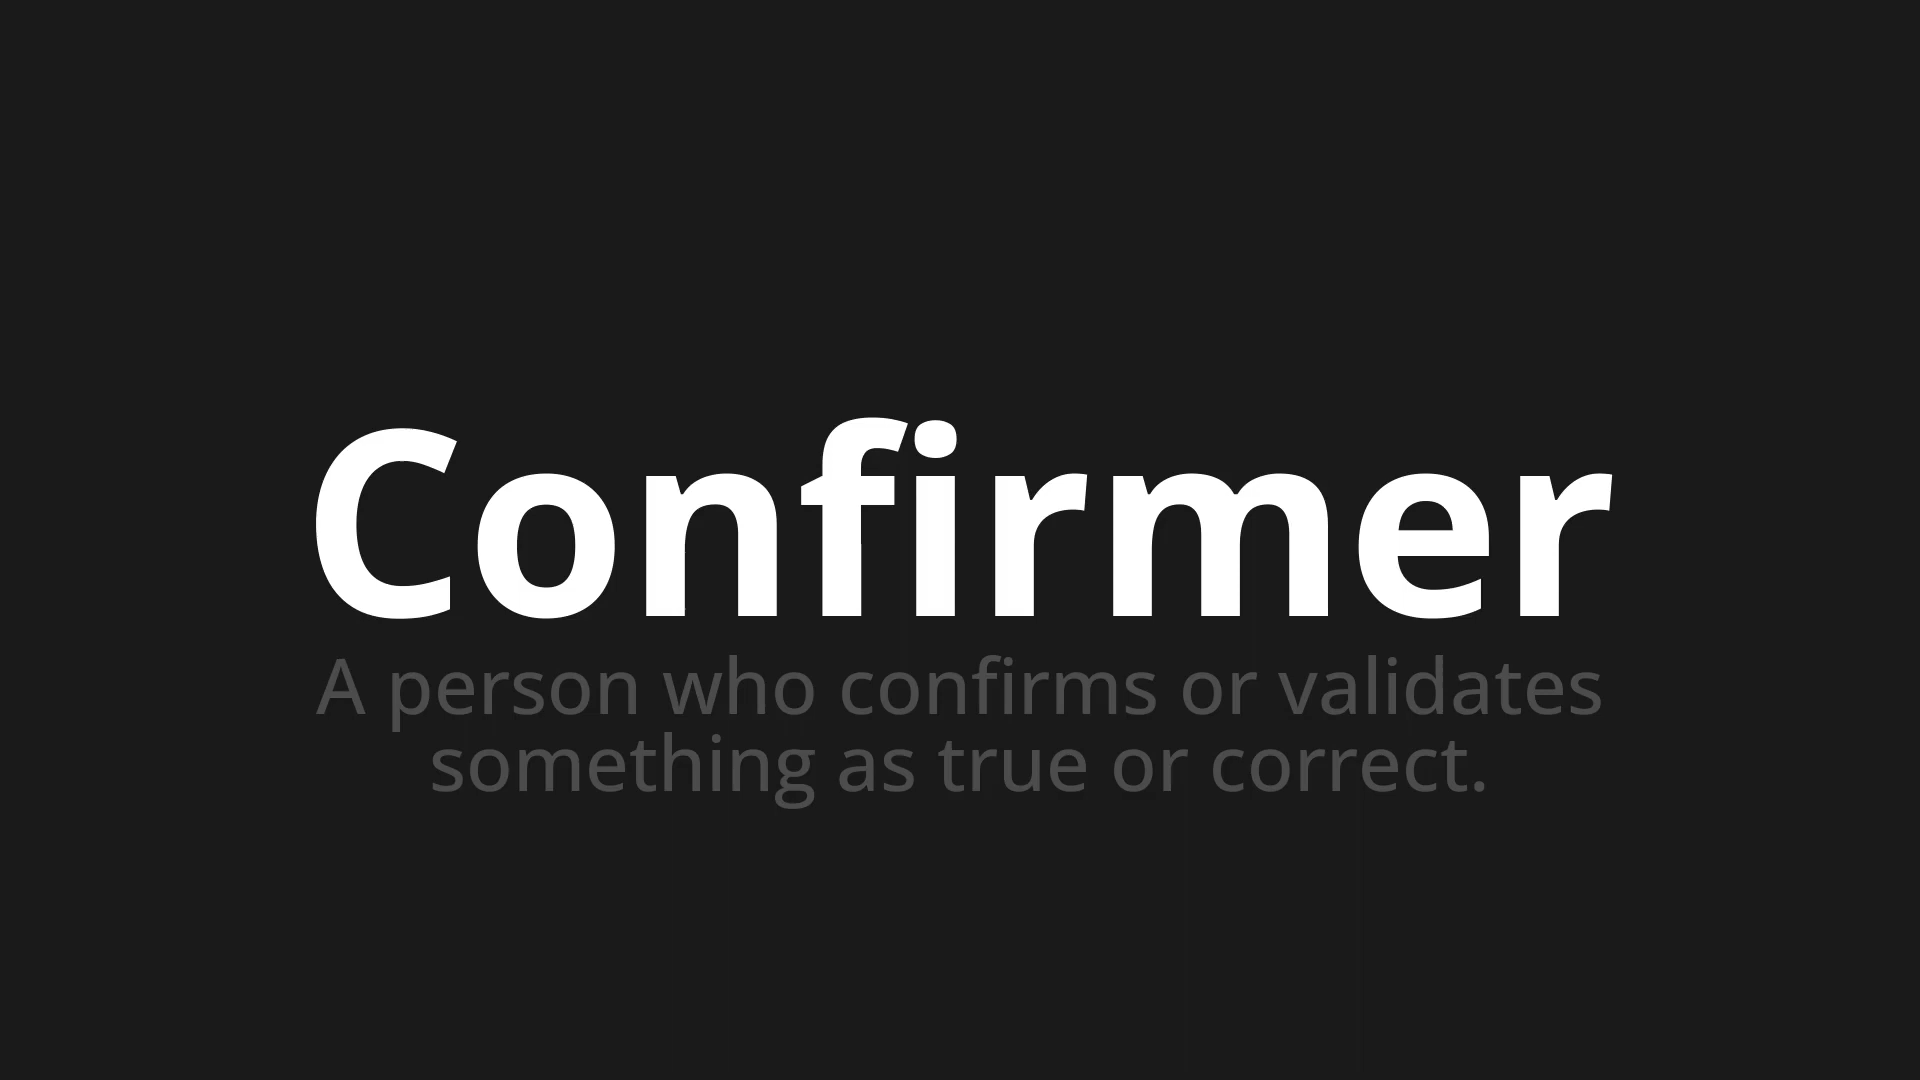 Confirmer
A person who confirms or validates
something as true or correct.